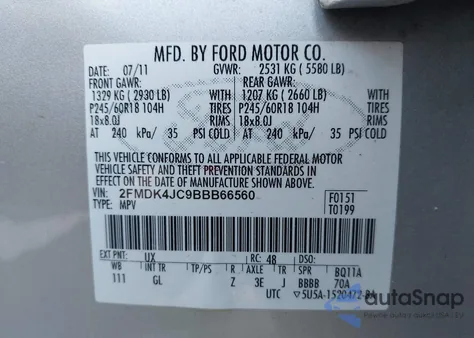 MFD. BY FORD MOTOR CO.
DATE: 07/11 GVWR: 2531 KG ( 5580 LB)
FRONT GAWR: REAR GAWR:
1329 KG ( 2930 LB) WITH 1207 KG ( 2660 LB) WITH
P245/60R18 104H TIRES P245/60R18 104H TIRES
18x8.0J RIMS 18x8.0J RIMS
AT 240 kPa/ 35 PSI COLD AT 240 kPa/ 35 PSI COLD
THIS VEHICLE CONFORMS TO ALL APPLICABLE FEDERAL MOTOR
VEHICLE SAFETY AND THEFT PREVENTION STANDARDS IN
EFFECT ON THE DATE OF MANUFACTURE SHOWN ABOVE.
VIN: 2FMDK4JC9BBB66560 F0151
TYPE: MPV T0199
EXT PNT: UX RC: 48
WB INT TR TP/PS R AXLE TR SPR BQ11A
111 GL Z 3E J BBBB 70A
UTC 5U5A-1520472-BA
autoSnap